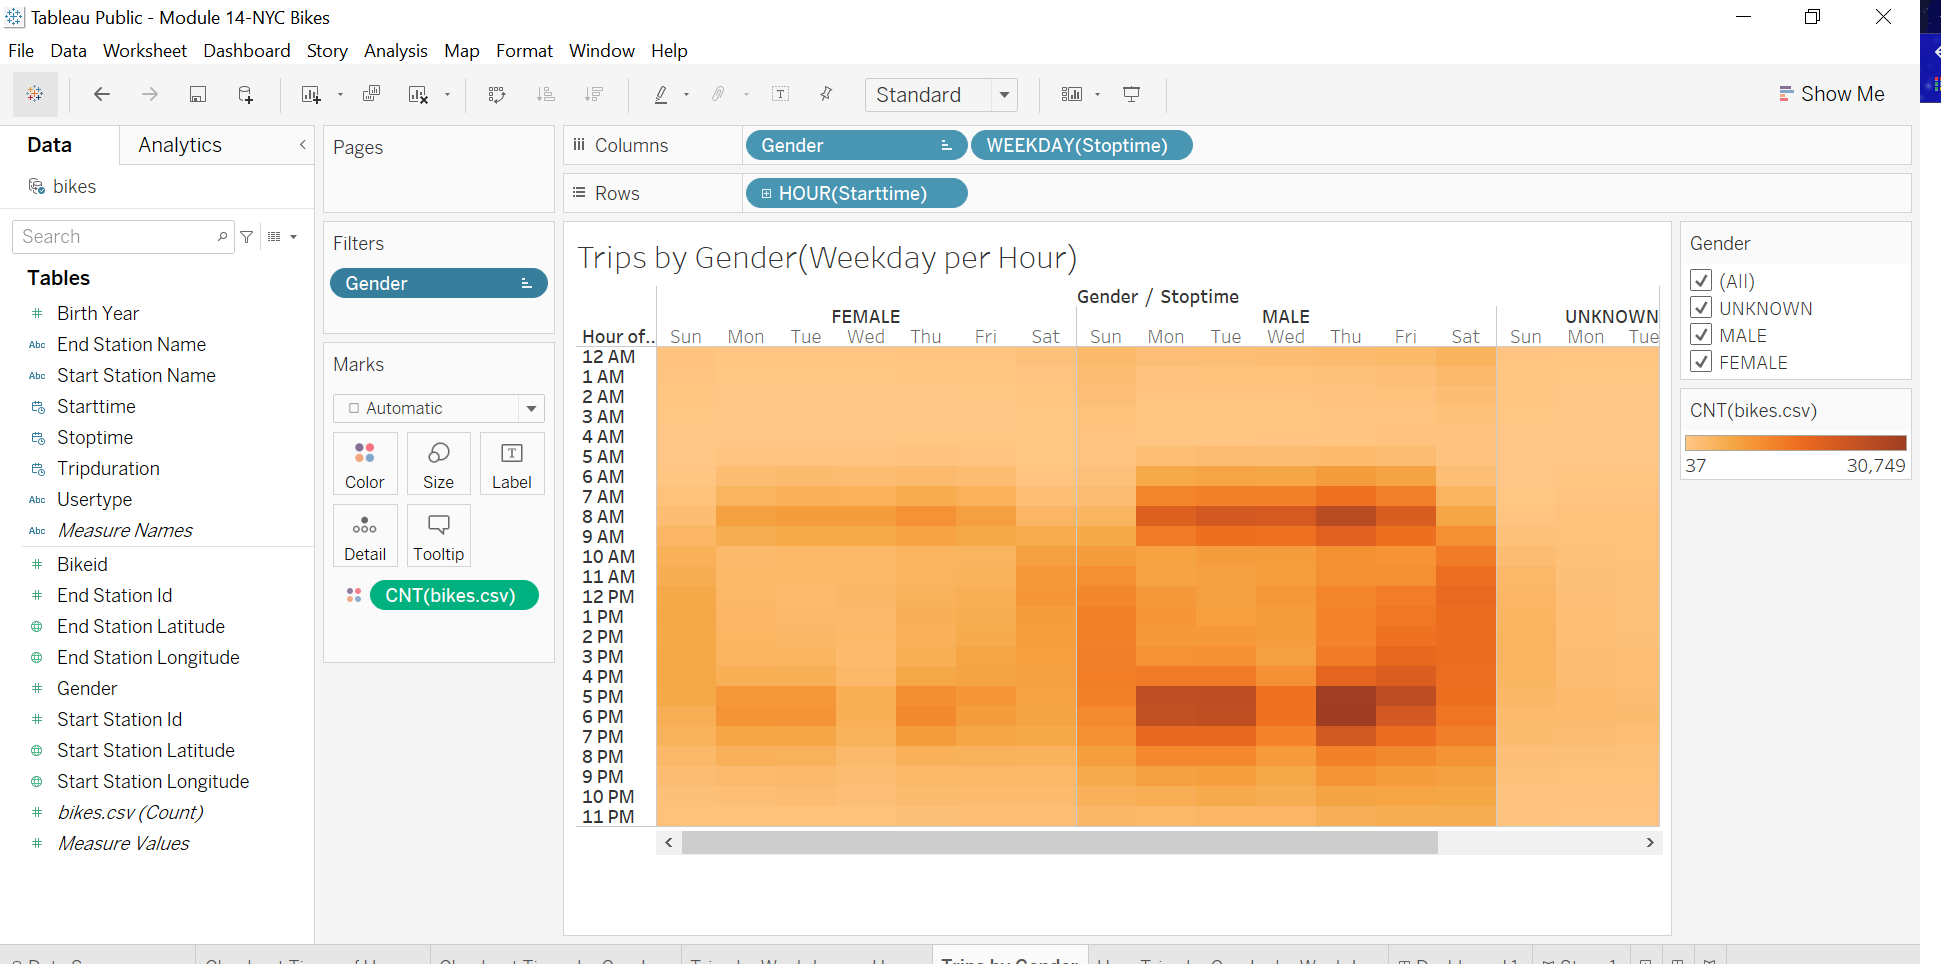 Tableau Public - Module 14-NYC Bikes
File Data Worksheet Dashboard Story Analysis Map Format Window Help
Standard
Show Me
Data
Analytics
bikes
Search
Tables
Birth Year
Abc End Station Name
Abc Start Station Name
Starttime
Stoptime
Tripduration
Abc Usertype
Abc Measure Names
Bikeid
End Station Id
End Station Latitude
End Station Longitude
Gender
Start Station Id
Start Station Latitude
Start Station Longitude
bikes.csv (Count)
Measure Values
Pages
Filters
Gender
Marks
Automatic
Color Size Label
Detail Tooltip
CNT(bikes.csv)
Columns Gender WEEKDAY(Stoptime)
Rows HOUR(Starttime)
Trips by Gender(Weekday per Hour)
Gender / Stoptime
FEMALE MALE UNKNOWN
Hour of.. Sun Mon Tue Wed Thu Fri Sat Sun Mon Tue Wed Thu Fri Sat Sun Mon Tue
12 AM
1 AM
2 AM
3 AM
4 AM
5 AM
6 AM
7 AM
8 AM
9 AM
10 AM
11 AM
12 PM
1 PM
2 PM
3 PM
4 PM
5 PM
6 PM
7 PM
8 PM
9 PM
10 PM
11 PM
Gender
(All)
UNKNOWN
MALE
FEMALE
CNT(bikes.csv)
37 30,749
Trips by Gender